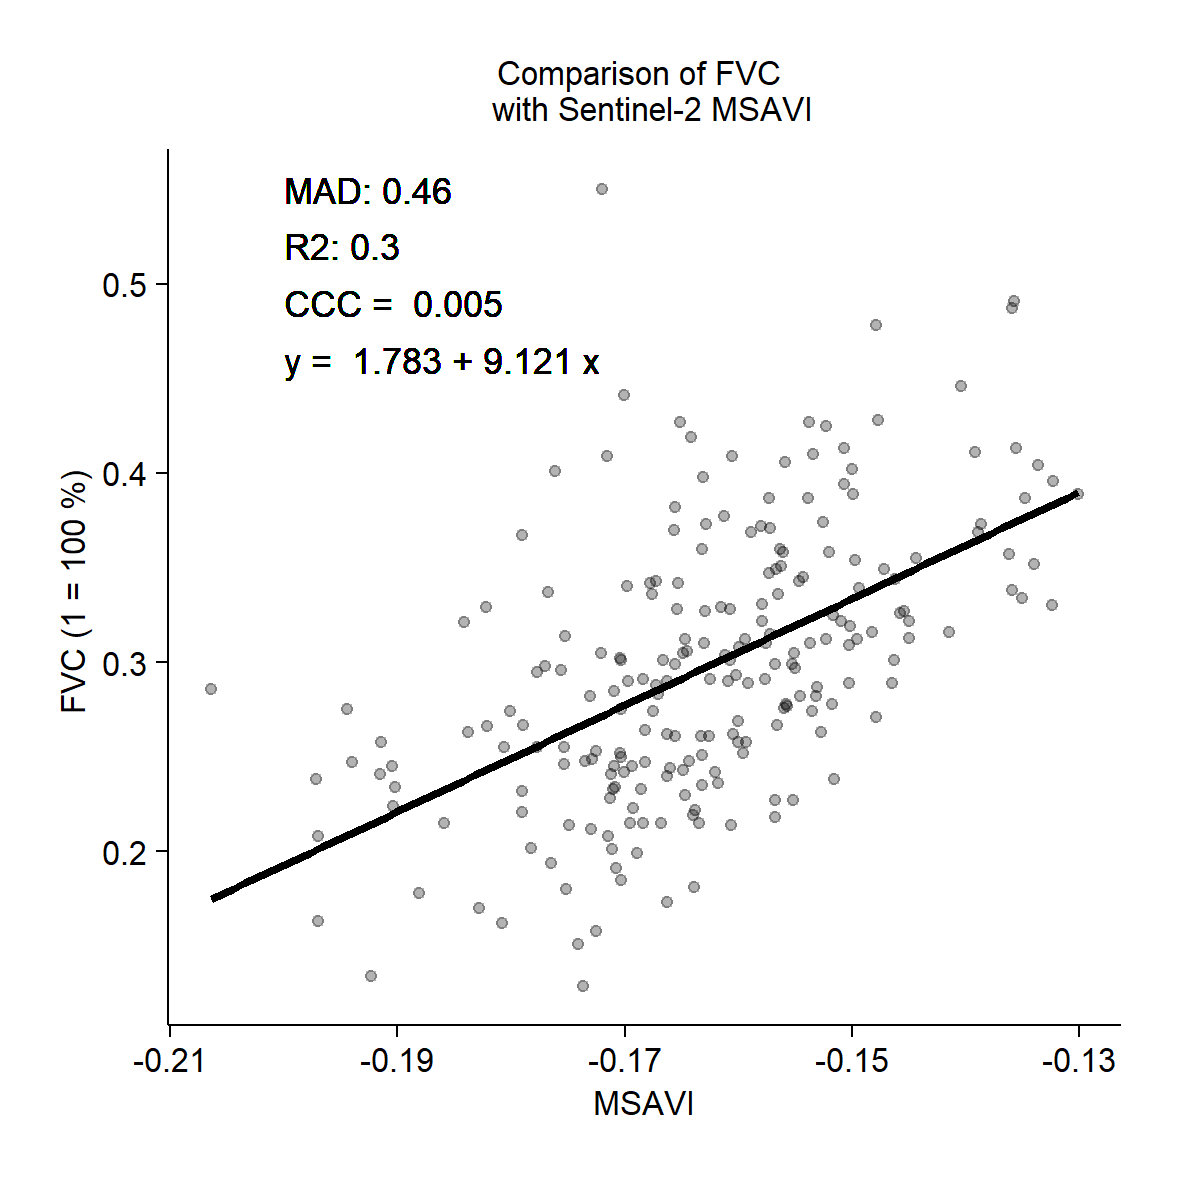 Comparison of FVC
with Sentinel-2 MSAVI
MAD: 0.46
R2: 0.3
CCC =  0.005
y =  1.783 + 9.121 x
0.5
0.4
0.3
0.2
FVC (1 = 100 %)
-0.21
-0.19
-0.17
-0.15
-0.13
MSAVI